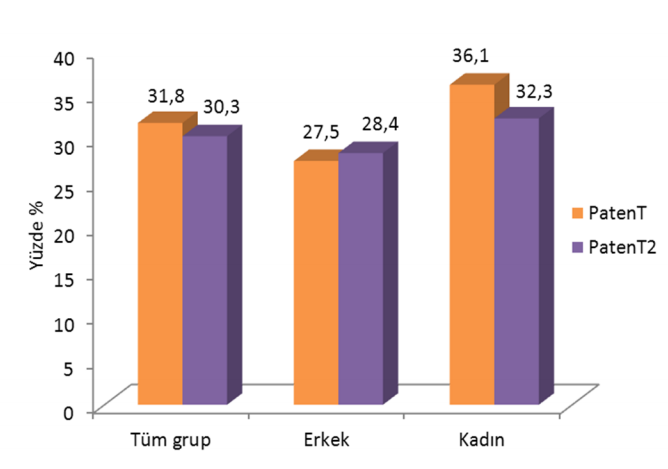 40
35
30
25
20
15
10
5
0
Yüzde %
31,8
30,3
27,5
28,4
36,1
32,3
Tüm grup
Erkek
Kadın
PatenT
PatenT2